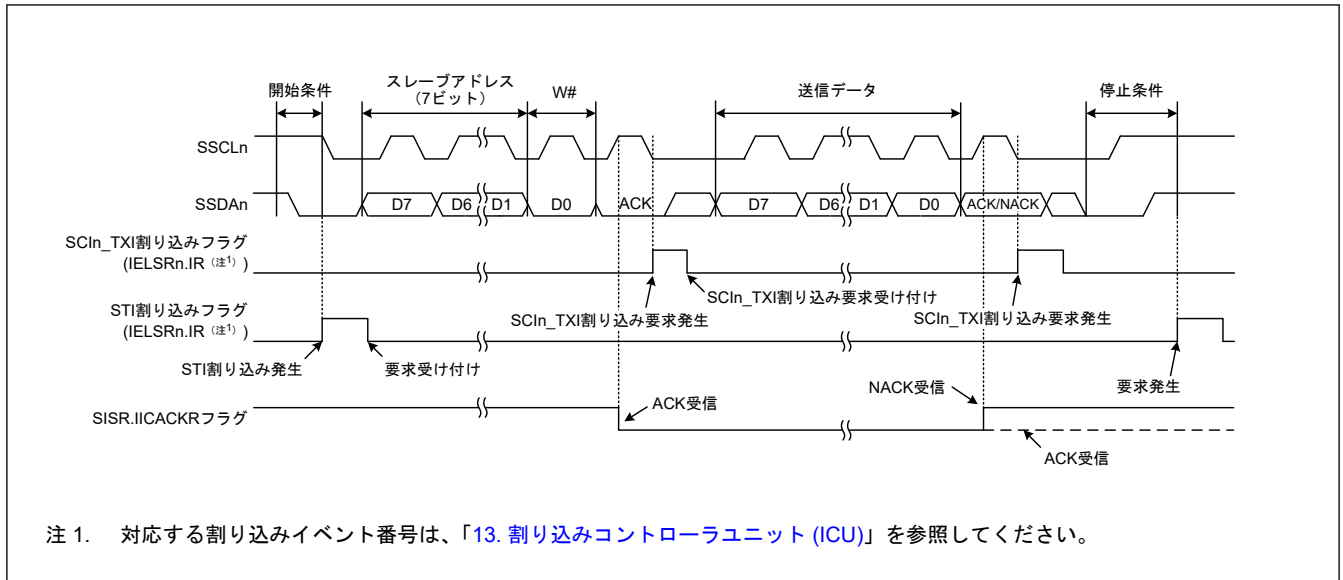 開始条件
スレーブアドレス
（7ビット）
W#
送信データ
停止条件
SSCLn
SSDAn
D7
D6
D1
D0
ACK
D7
D6
D1
D0
ACK/NACK
SCIn_TXI割り込みフラグ
(IELSRn.IR（注1）)
SCIn_TXI割り込み要求受け付け
SCIn_TXI割り込み要求発生
SCIn_TXI割り込み要求発生
STI割り込みフラグ
(IELSRn.IR（注1）)
STI割り込み発生
要求受け付け
要求発生
SISR.IICACKRフラグ
ACK受信
NACK受信
ACK受信
注 1. 対応する割り込みイベント番号は、「13. 割り込みコントローラユニット (ICU)」を参照してください。